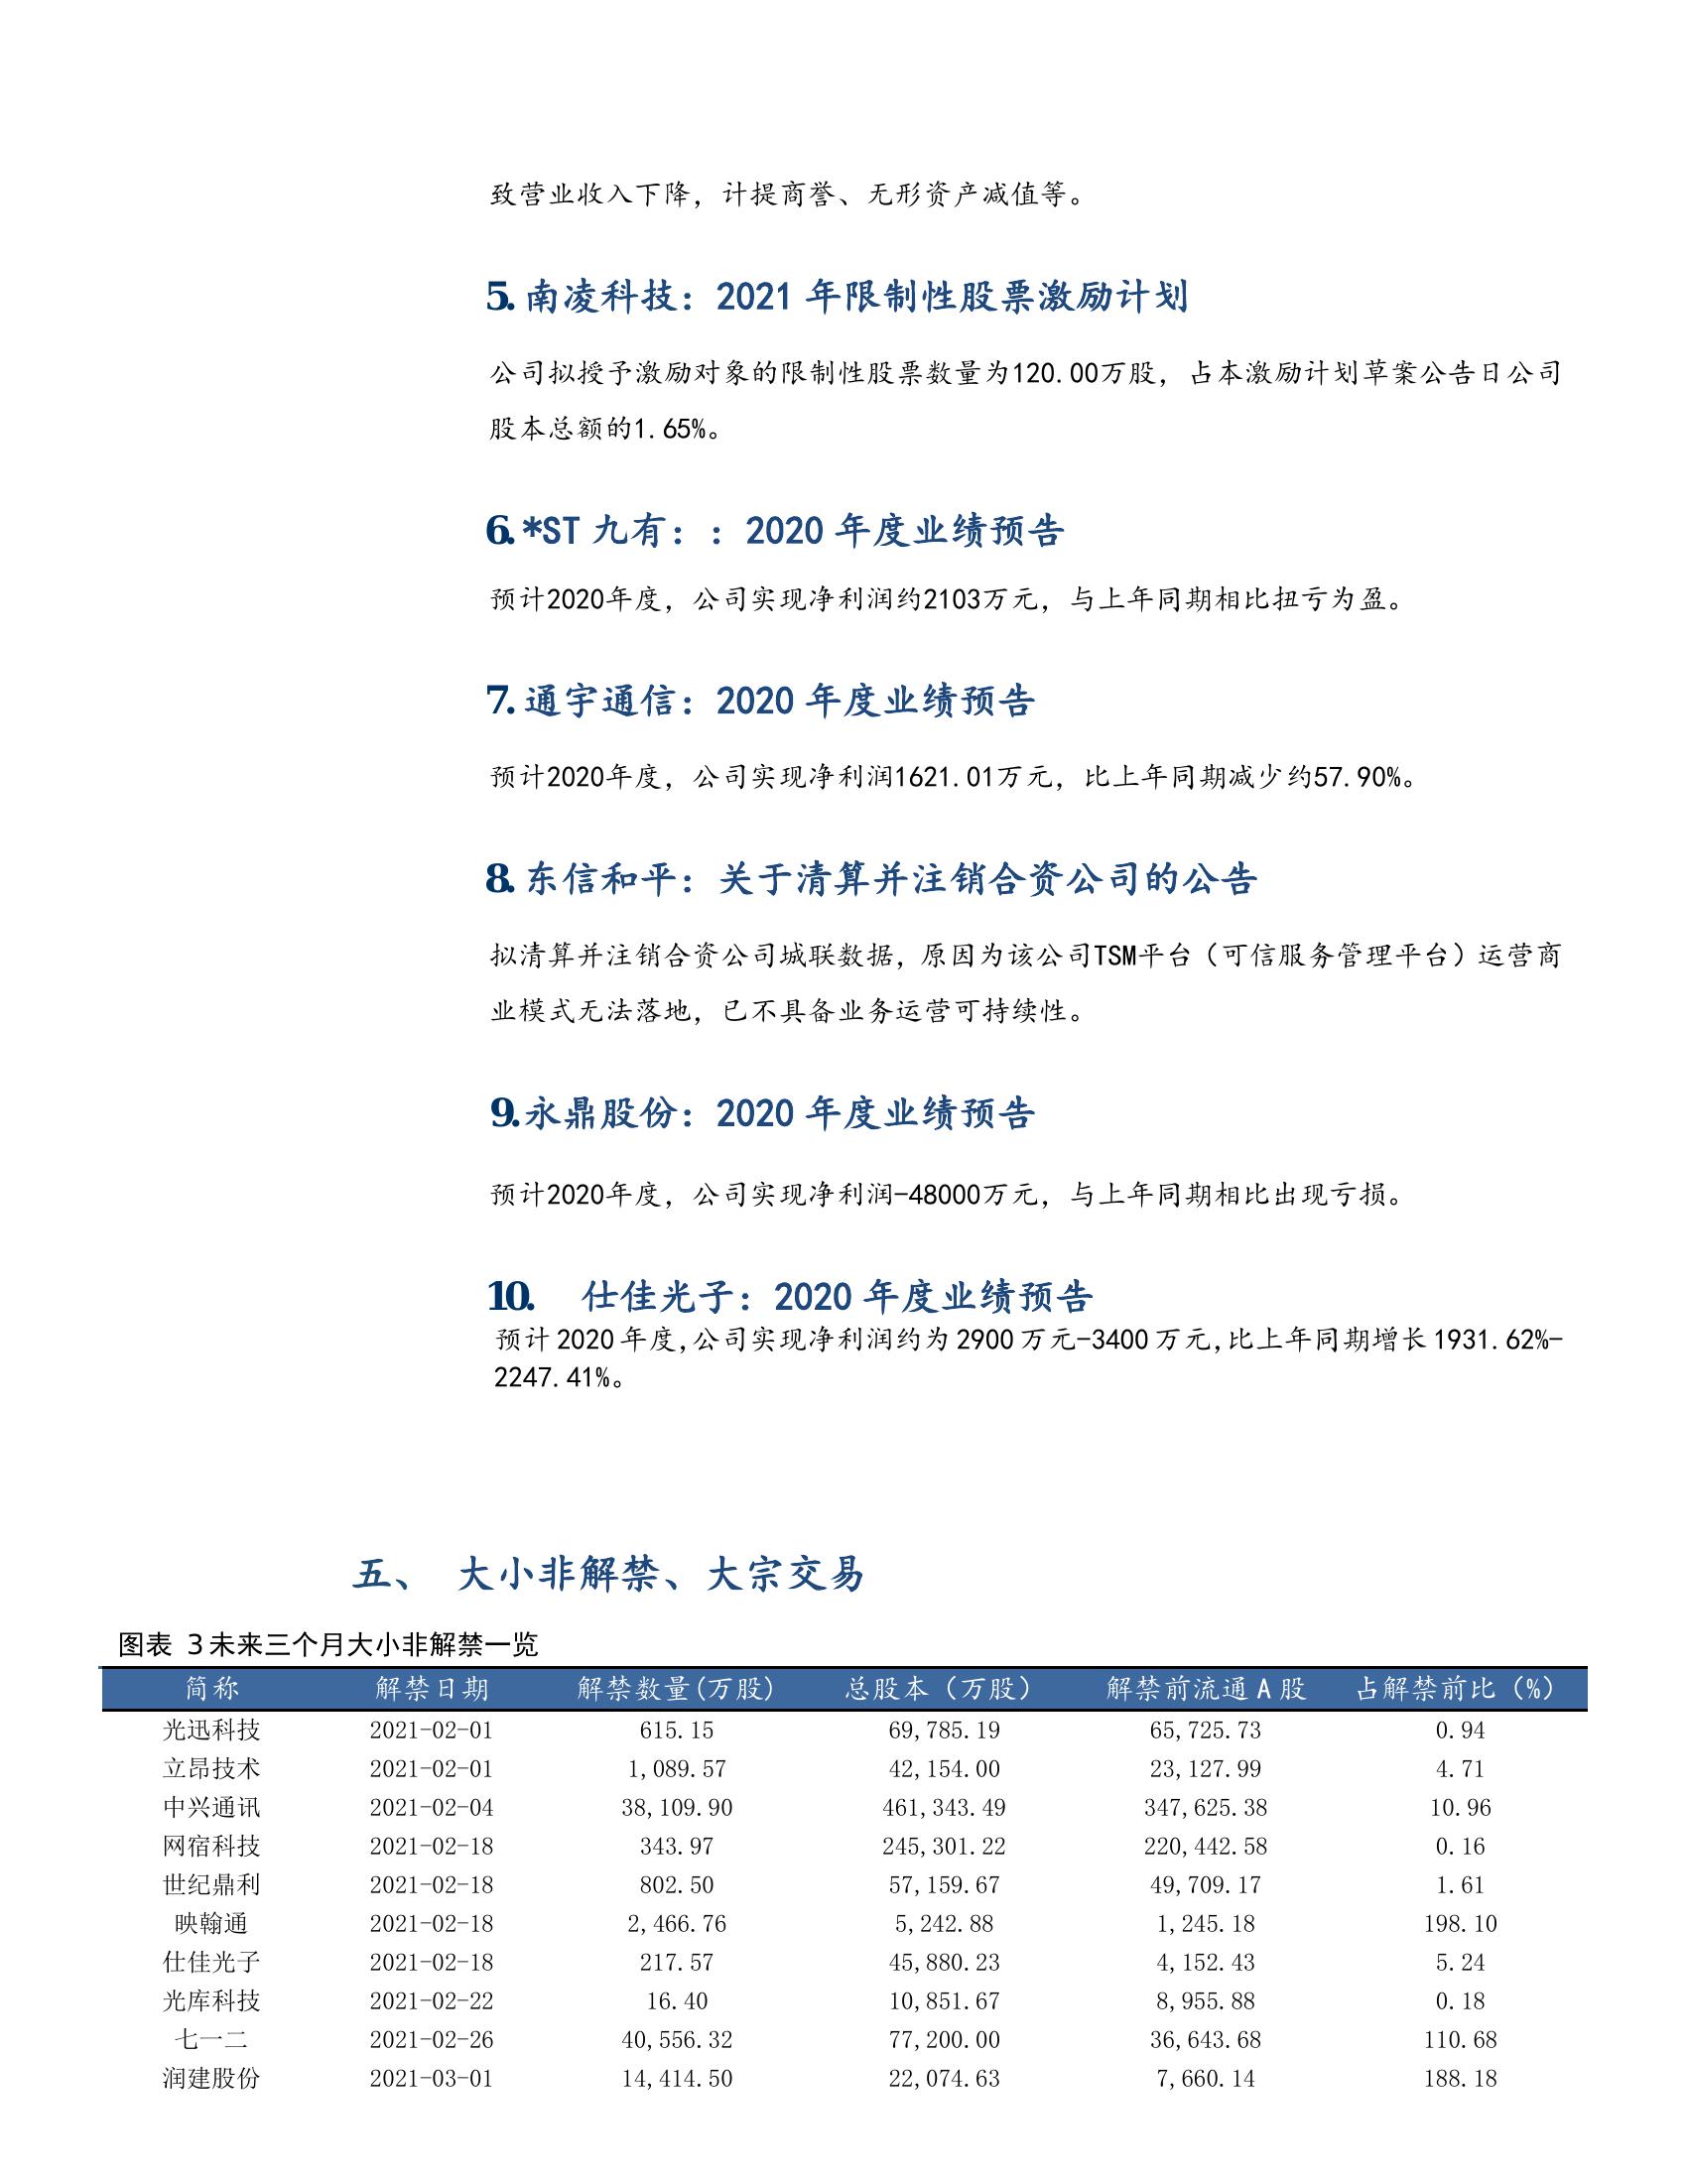 致营业收入下降，计提商誉、无形资产减值等。
5. 南凌科技：2021 年限制性股票激励计划
公司拟授予激励对象的限制性股票数量为120.00万股，占本激励计划草案公告日公司
股本总额的1.65%。
6. *ST 九有：：2020 年度业绩预告
预计2020年度，公司实现净利润约2103万元，与上年同期相比扭亏为盈。
7. 通宇通信：2020 年度业绩预告
预计2020年度，公司实现净利润1621.01万元，比上年同期减少约57.90%。
8. 东信和平：关于清算并注销合资公司的公告
拟清算并注销合资公司城联数据，原因为该公司TSM平台（可信服务管理平台）运营商
业模式无法落地，已不具备业务运营可持续性。
9. 永鼎股份：2020 年度业绩预告
预计2020年度，公司实现净利润-48000万元，与上年同期相比出现亏损。
10. 仕佳光子：2020 年度业绩预告
预计 2020 年度,公司实现净利润约为 2900 万元-3400 万元,比上年同期增长 1931.62%-
2247.41%。
五、 大小非解禁、大宗交易
图表 3 未来三个月大小非解禁一览
简称 解禁日期 解禁数量(万股) 总股本（万股） 解禁前流通 A 股 占解禁前比（%）
光迅科技 2021-02-01 615.15 69,785.19 65,725.73 0.94
立昂技术 2021-02-01 1,089.57 42,154.00 23,127.99 4.71
中兴通讯 2021-02-04 38,109.90 461,343.49 347,625.38 10.96
网宿科技 2021-02-18 343.97 245,301.22 220,442.58 0.16
世纪鼎利 2021-02-18 802.50 57,159.67 49,709.17 1.61
映翰通 2021-02-18 2,466.76 5,242.88 1,245.18 198.10
仕佳光子 2021-02-18 217.57 45,880.23 4,152.43 5.24
光库科技 2021-02-22 16.40 10,851.67 8,955.88 0.18
七一二 2021-02-26 40,556.32 77,200.00 36,643.68 110.68
润建股份 2021-03-01 14,414.50 22,074.63 7,660.14 188.18